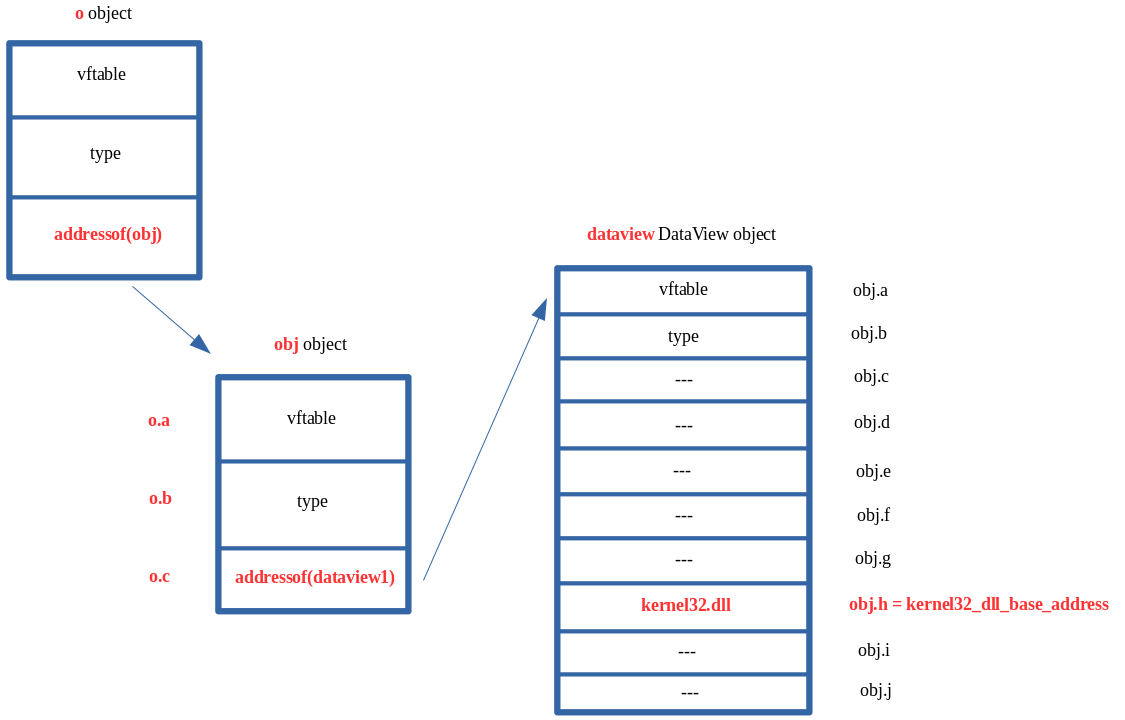 o object
vftable
type
addressof(obj)
dataview DataView object
vftable obj.a
type obj.b
obj object
--- obj.c
o.a vftable
--- obj.d
--- obj.e
o.b type
--- obj.f
--- obj.g
o.c addressof(dataview1)
kernel32.dll obj.h = kernel32_dll_base_address
--- obj.i
--- obj.j